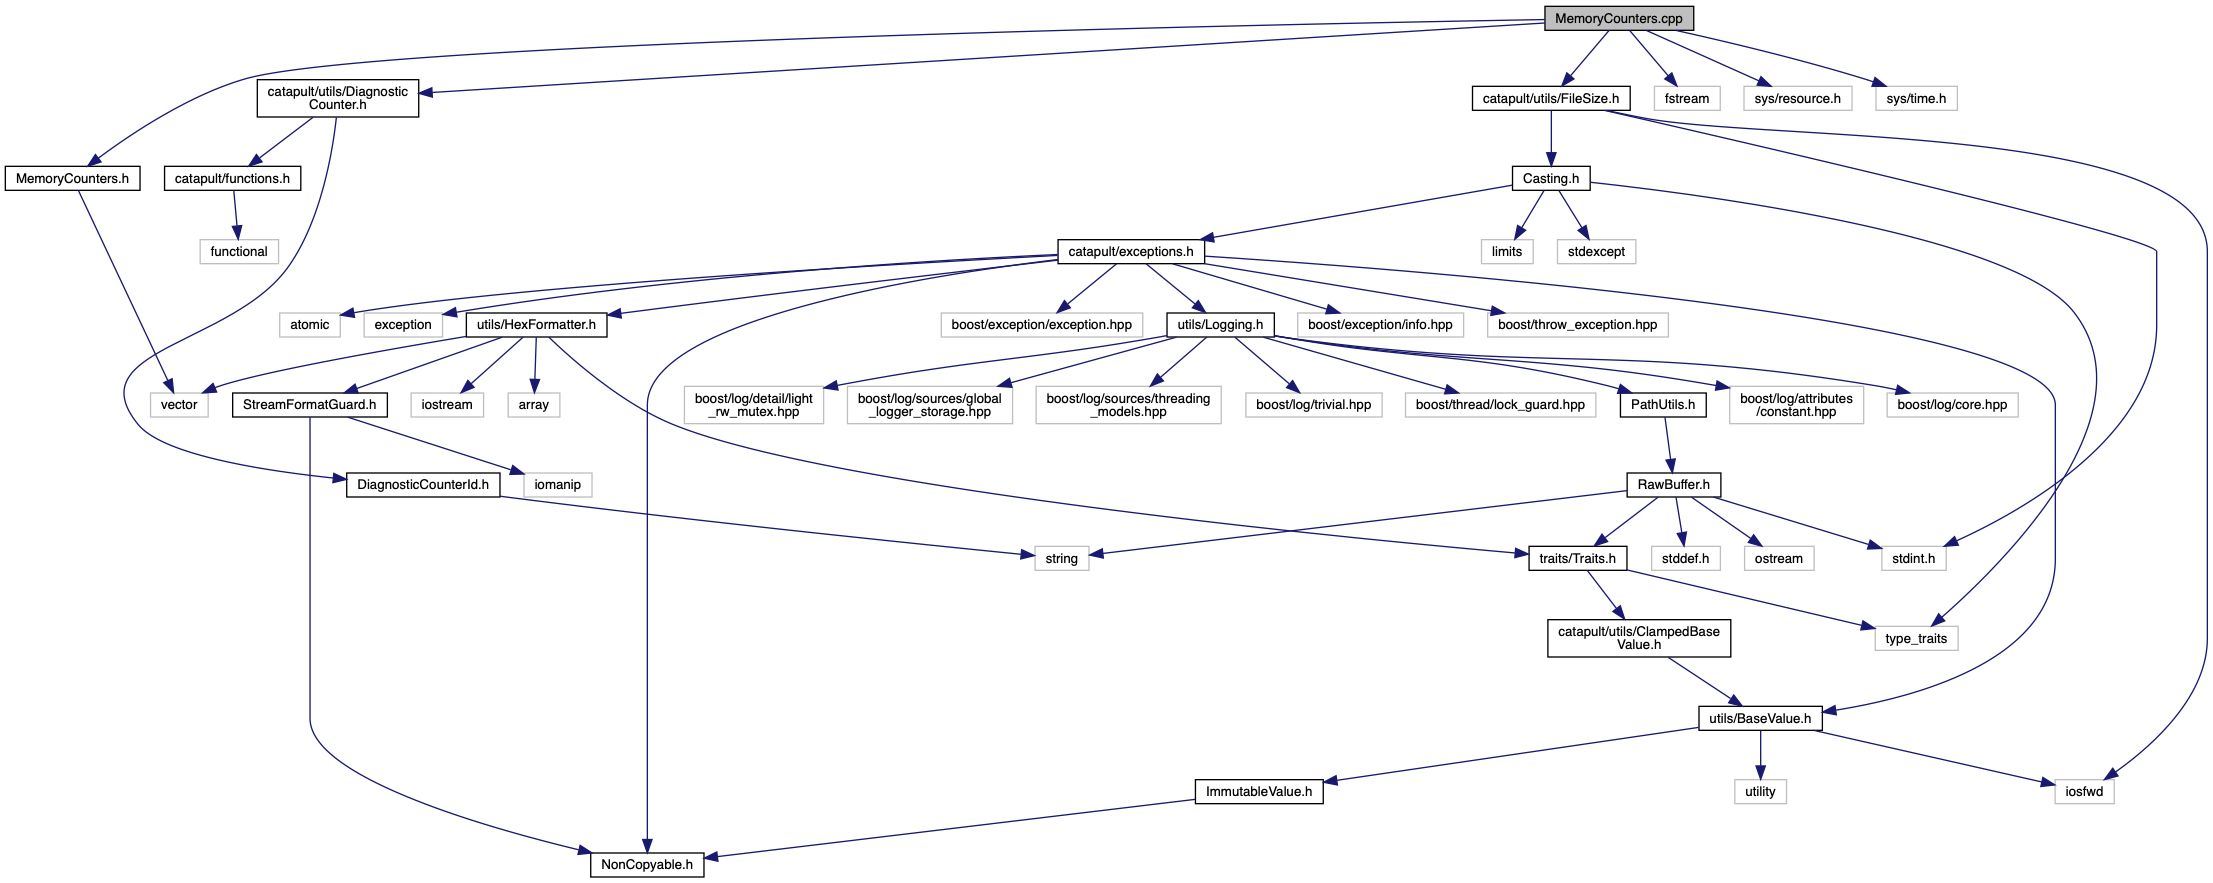 MemoryCounters.cpp
catapult/utils/Diagnostic
Counter.h
catapult/utils/FileSize.h
fstream
sys/resource.h
sys/time.h
MemoryCounters.h
catapult/functions.h
Casting.h
functional
catapult/exceptions.h
limits
stdexcept
atomic
exception
utils/HexFormatter.h
boost/exception/exception.hpp
utils/Logging.h
boost/exception/info.hpp
boost/throw_exception.hpp
vector
StreamFormatGuard.h
iostream
array
boost/log/detail/light
_rw_mutex.hpp
boost/log/sources/global
_logger_storage.hpp
boost/log/sources/threading
_models.hpp
boost/log/trivial.hpp
boost/thread/lock_guard.hpp
PathUtils.h
boost/log/attributes
/constant.hpp
boost/log/core.hpp
DiagnosticCounterId.h
iomanip
RawBuffer.h
string
traits/Traits.h
stddef.h
ostream
stdint.h
catapult/utils/ClampedBase
Value.h
type_traits
utils/BaseValue.h
ImmutableValue.h
utility
iosfwd
NonCopyable.h